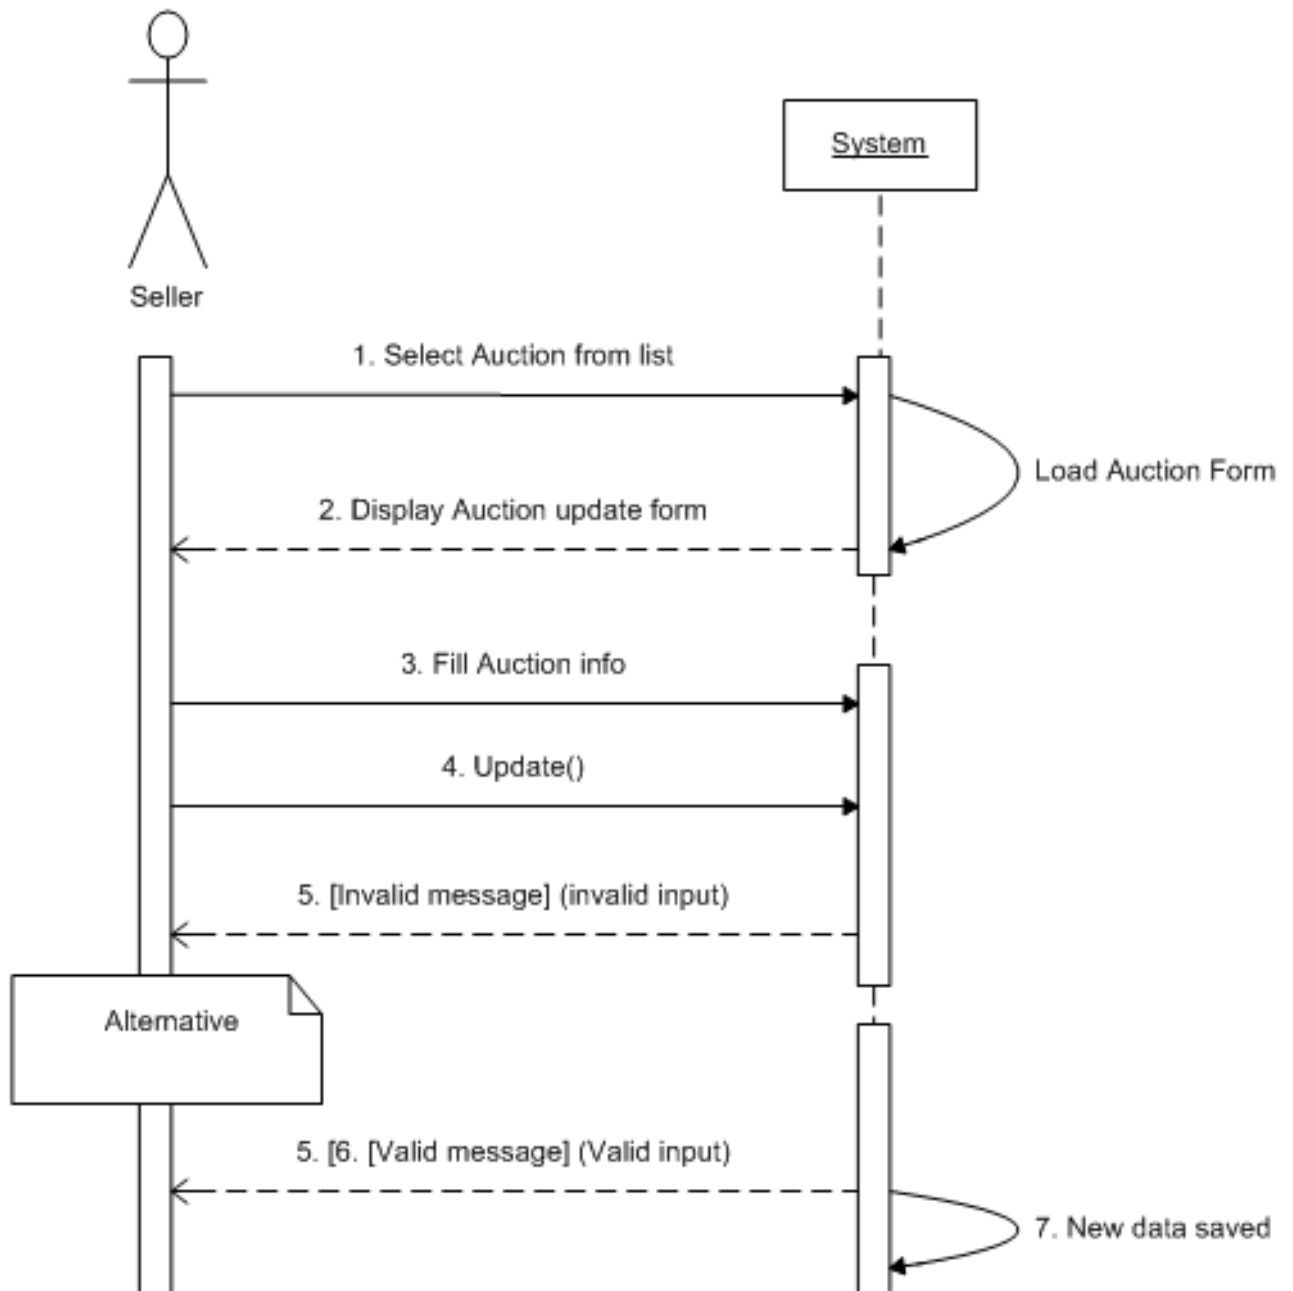 System
Seller
1. Select Auction from list
Load Auction Form
2. Display Auction update form
3. Fill Auction info
4. Update()
5. [Invalid message] (invalid input)
Alternative
5. [6. [Valid message] (Valid input)
7. New data saved